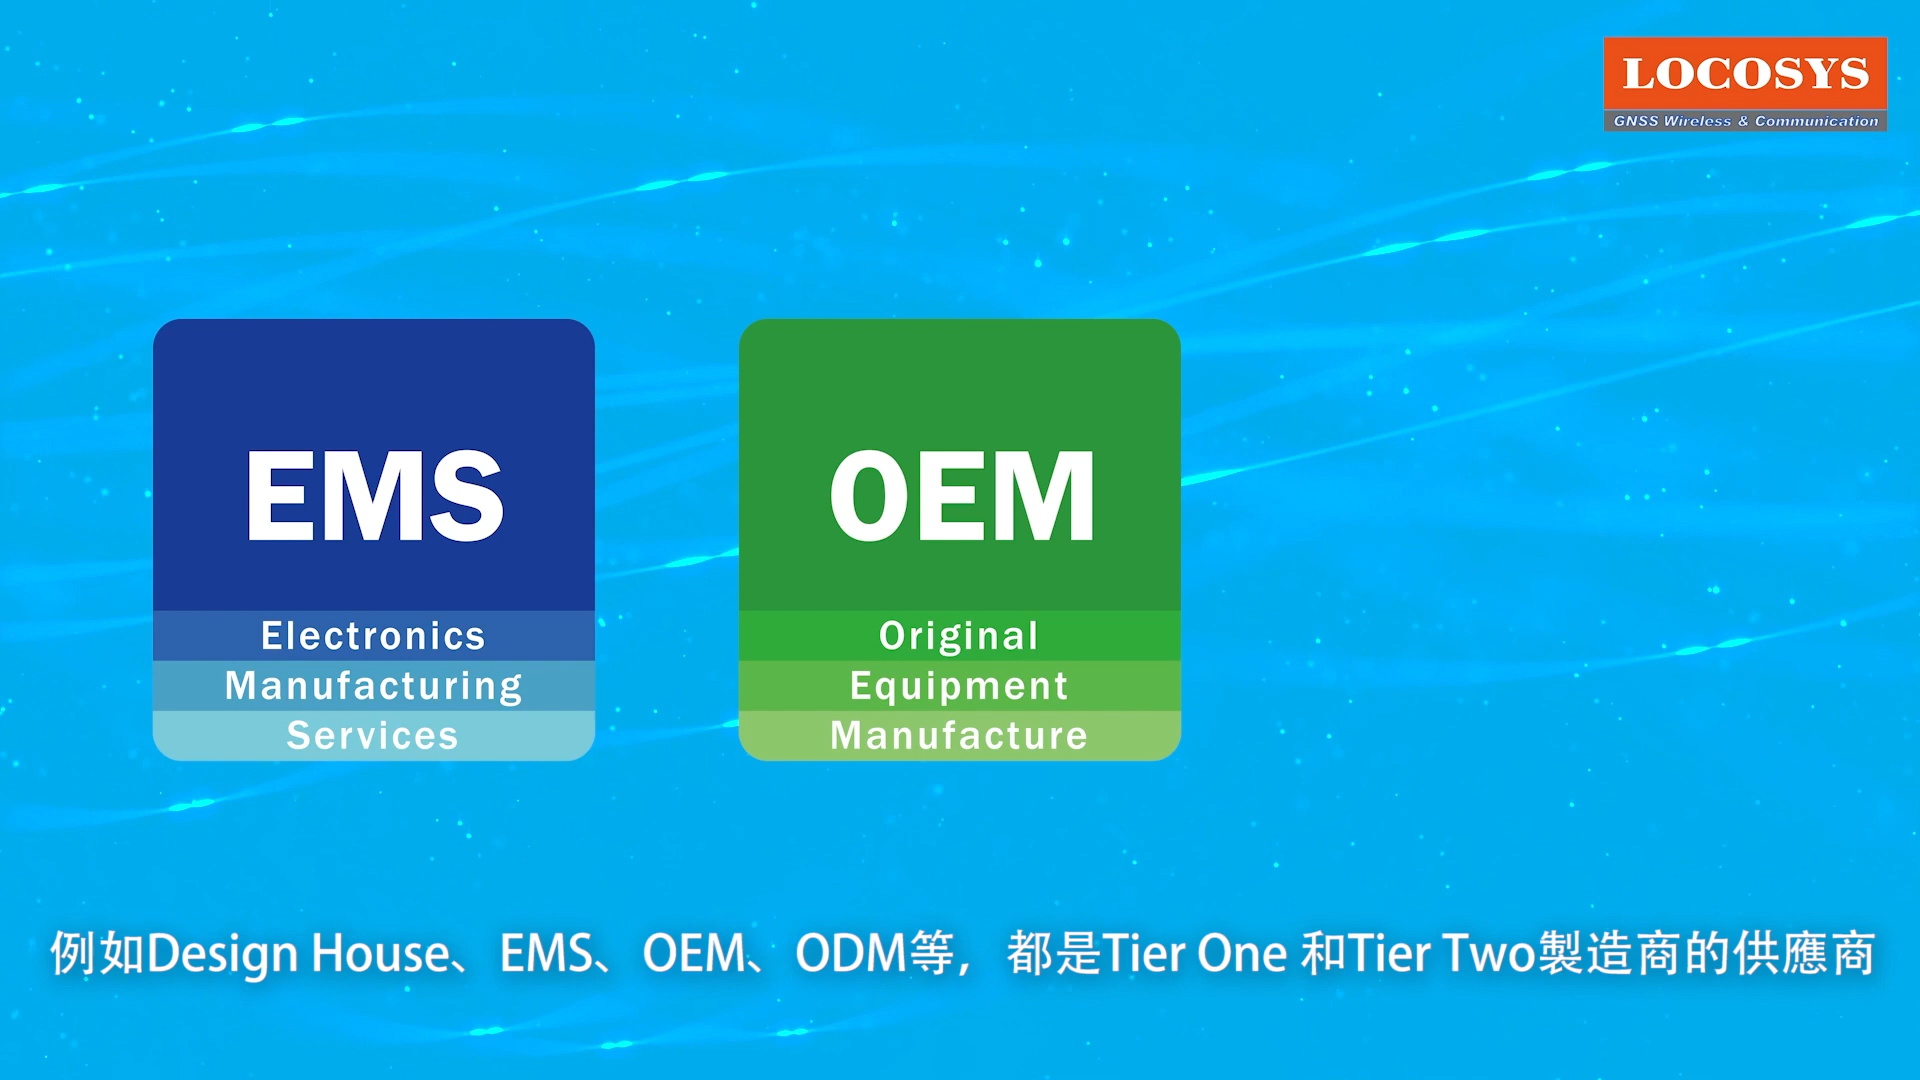 LOCOSYS
GNSS Wireless & Communication
EMS
Electronics
Manufacturing
Services
OEM
Original
Equipment
Manufacture
例如Design House、EMS、OEM、ODM等，都是Tier One 和Tier Two製造商的供應商